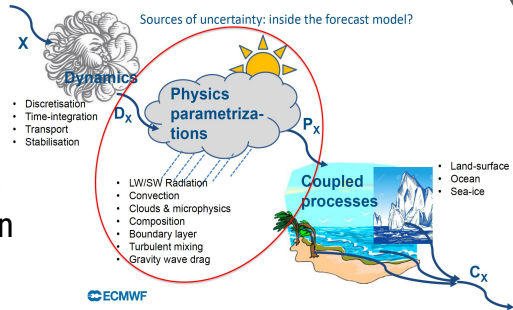 Sources of uncertainty: inside the forecast model?
X
Dynamics
• Discretisation
• Time-integration
• Transport
• Stabilisation
Dx
Physics
parametriza-
tions
Px
• LW/SW Radiation
• Convection
• Clouds & microphysics
• Composition
• Boundary layer
• Turbulent mixing
• Gravity wave drag
Coupled
processes
• Land-surface
• Ocean
• Sea-ice
Cx
n
ECMWF